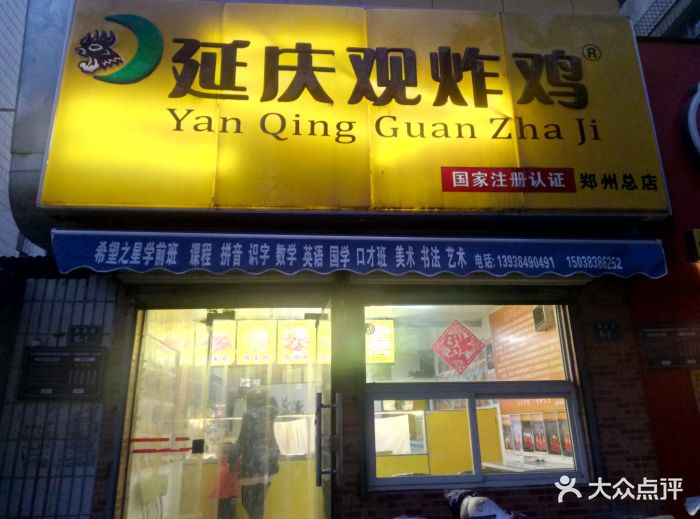 延庆观炸鸡®
Yan Qing Guan Zha Ji
国家注册认证 郑州总店
希望之星学前班 课程 拼音 识字 数学 英语 国学 口才班 美术 书法 艺术 电话:13938490491 15038386252
6-1
大众点评